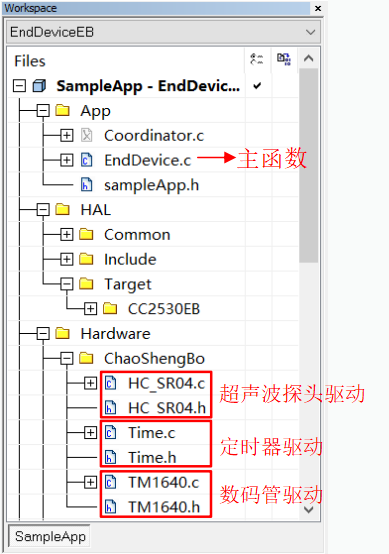 Workspace
EndDeviceEB
Files
SampleApp - EndDevic...
App
Coordinator.c
EndDevice.c 主函数
sampleApp.h
HAL
Common
Include
Target
CC2530EB
Hardware
ChaoShengBo
HC_SR04.c
HC_SR04.h
超声波探头驱动
Time.c
Time.h
定时器驱动
TM1640.c
TM1640.h
数码管驱动
SampleApp